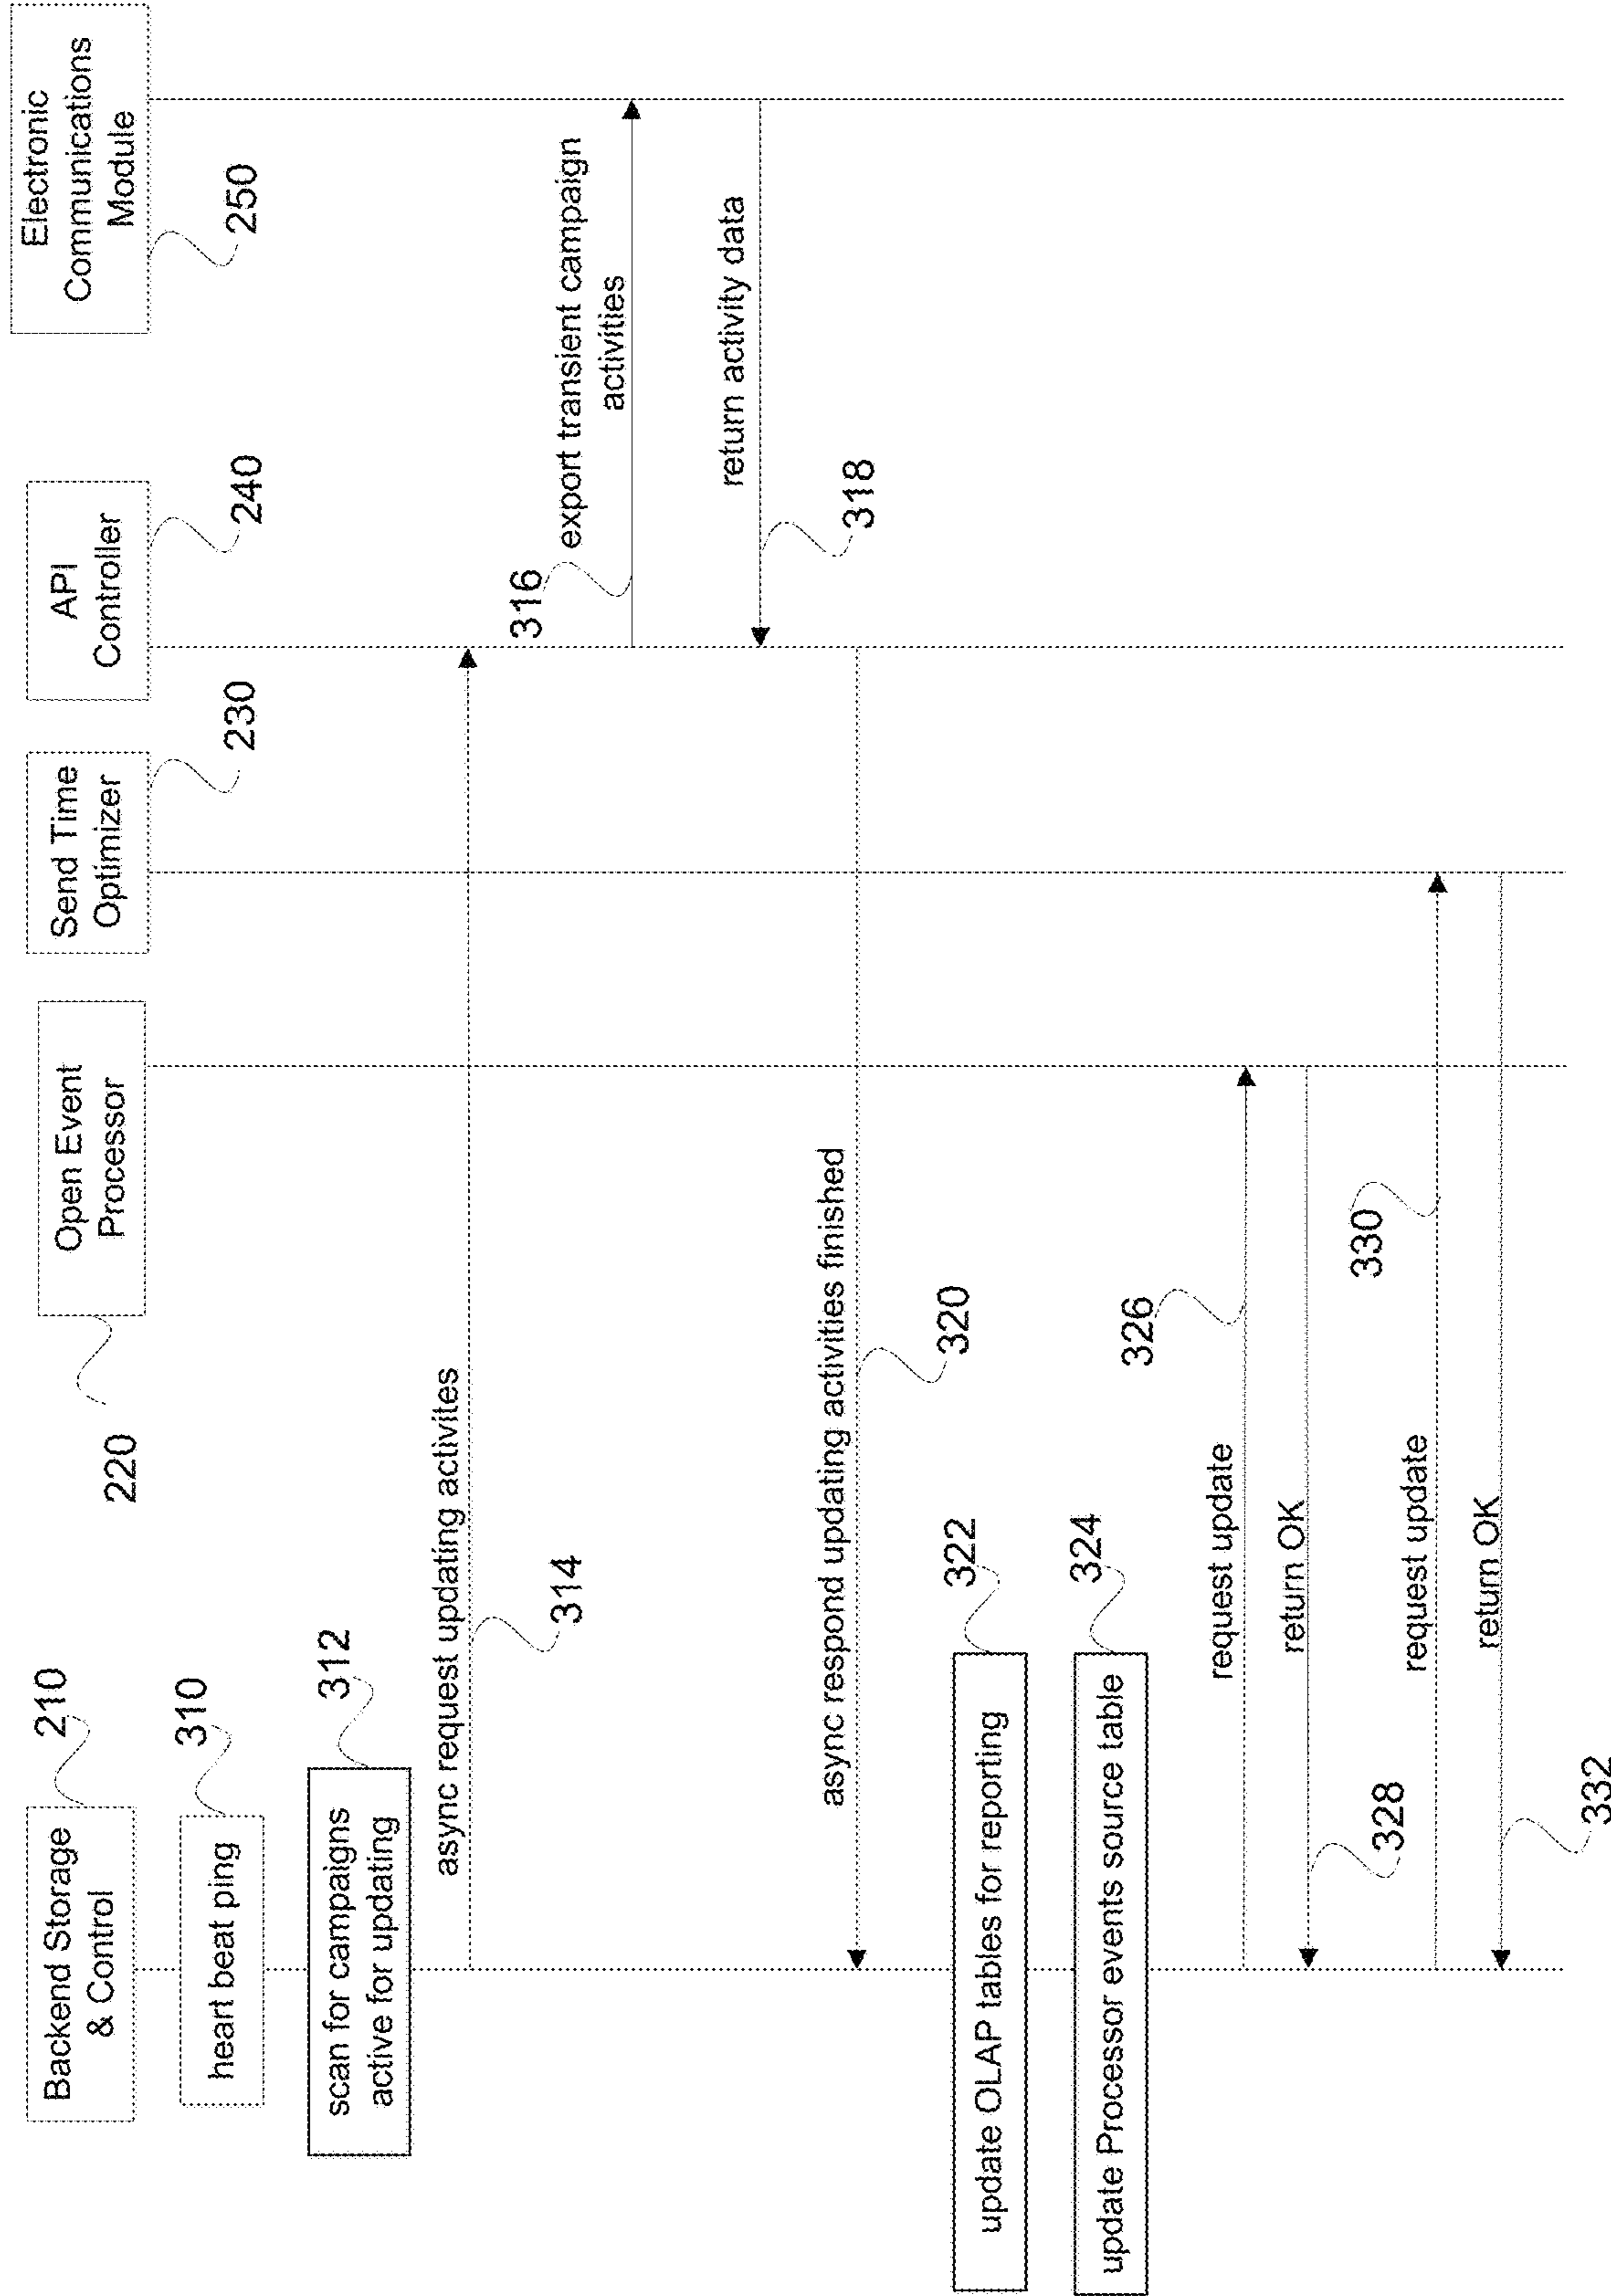 Backend Storage
& Control
210
Open Event
Processor
220
Send Time
Optimizer
230
API
Controller
240
Electronic
Communications
Module
250
heart beat ping
310
scan for campaigns
active for updating
312
async request updating activites
314
316
export transient campaign
activities
return activity data
318
async respond updating activities finished
320
update OLAP tables for reporting
322
update Processor events source table
324
request update
326
return OK
328
request update
330
return OK
332